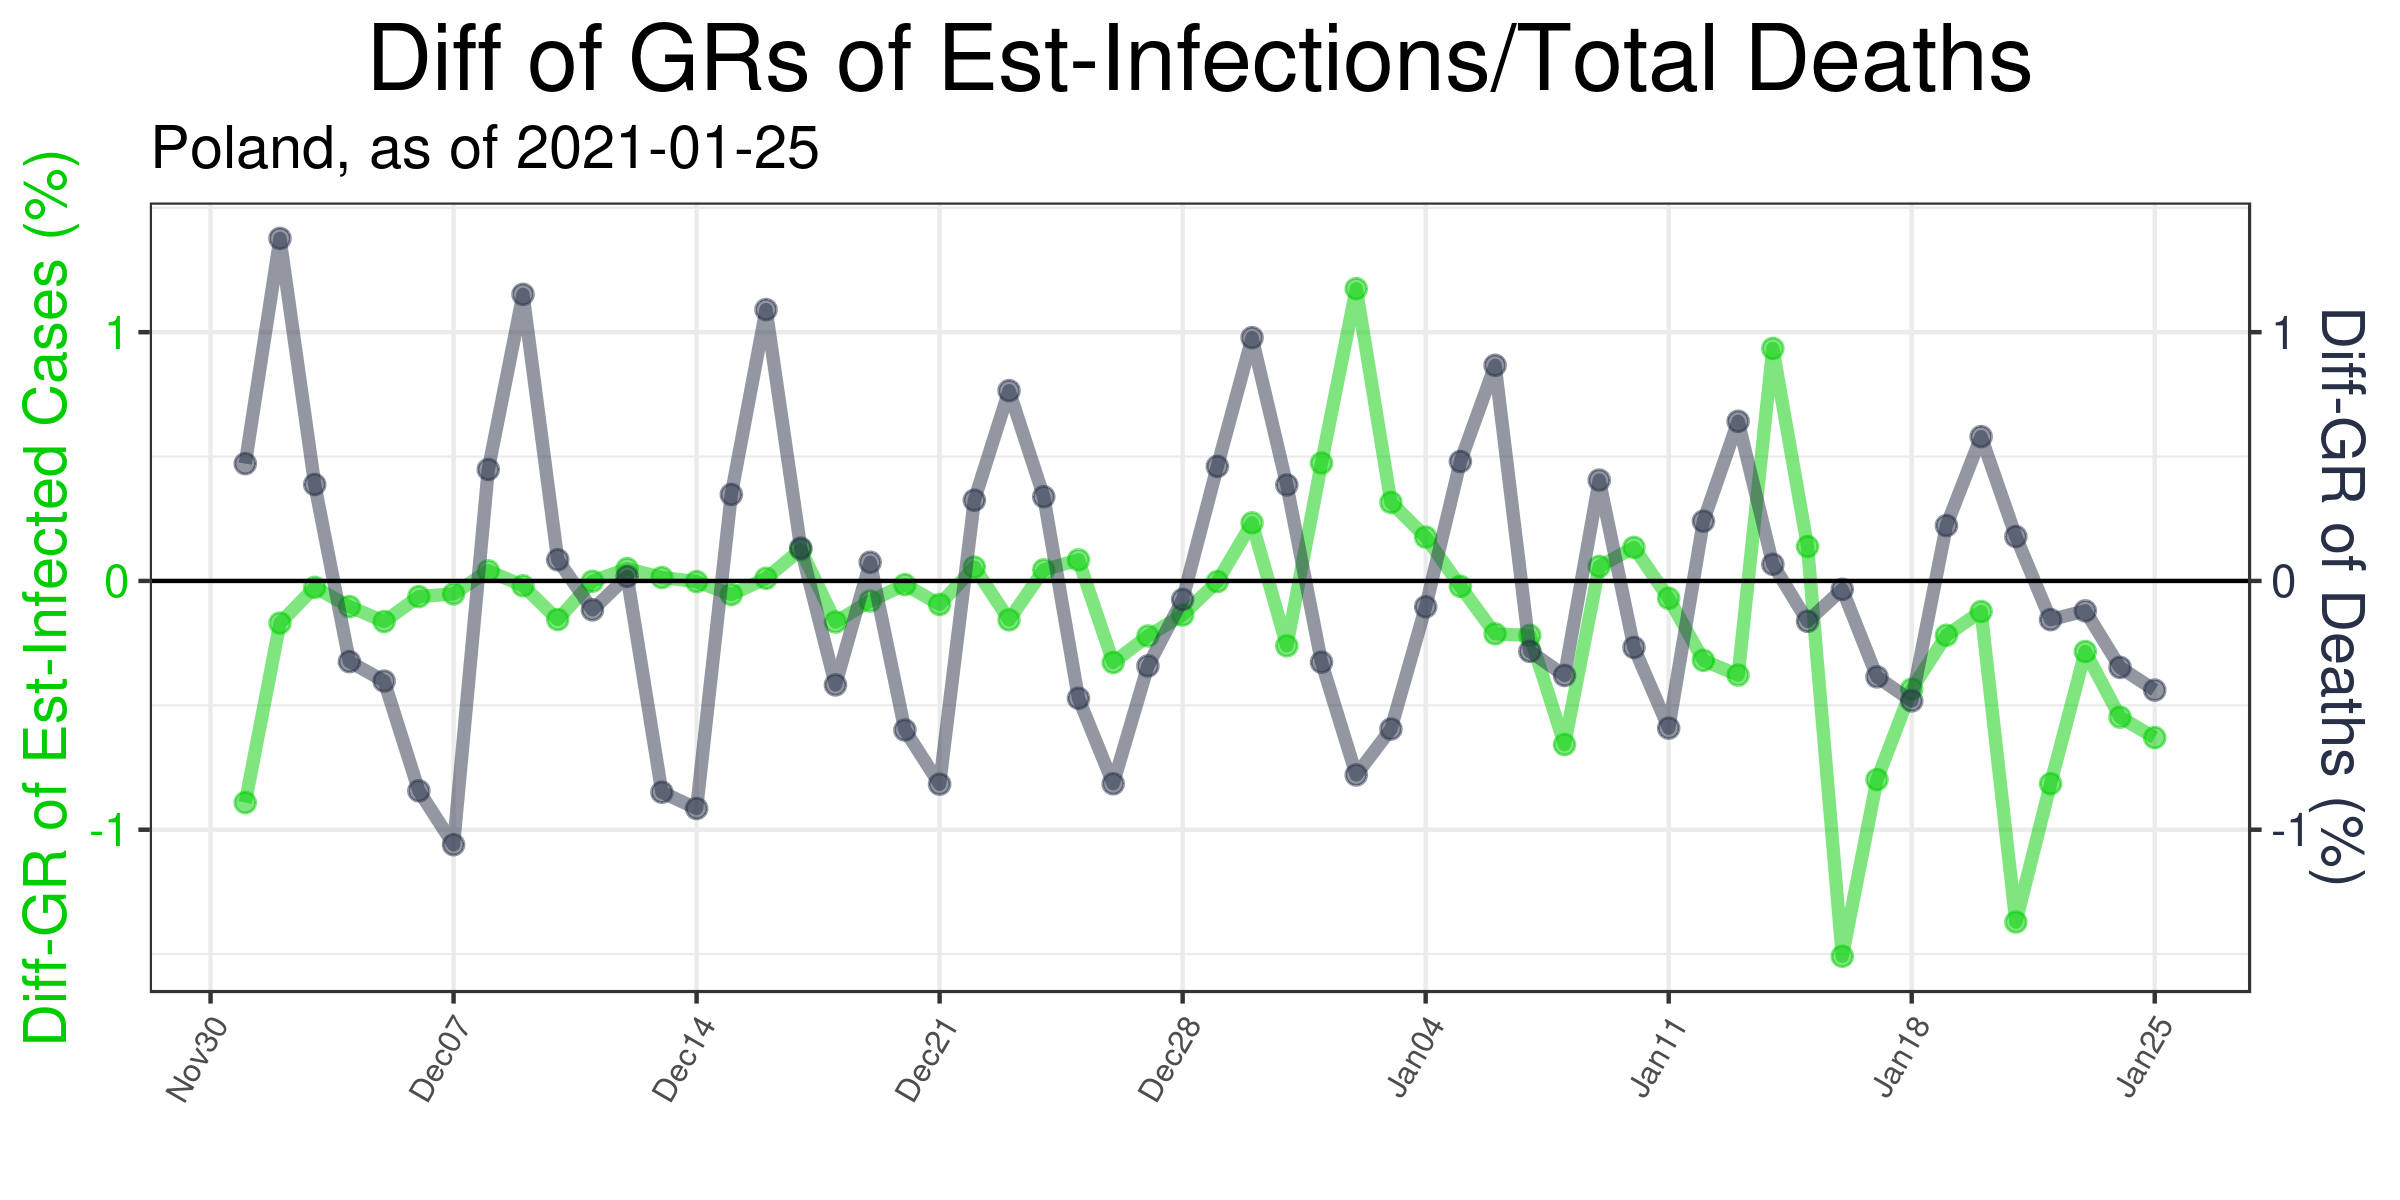 Diff of GRs of Est-Infections/Total Deaths
Poland, as of 2021-01-25
Diff-GR of Est-Infected Cases (%)
1
0
-1
1
0
-1
Diff-GR of Deaths (%)
Nov30
Dec07
Dec14
Dec21
Dec28
Jan04
Jan11
Jan18
Jan25